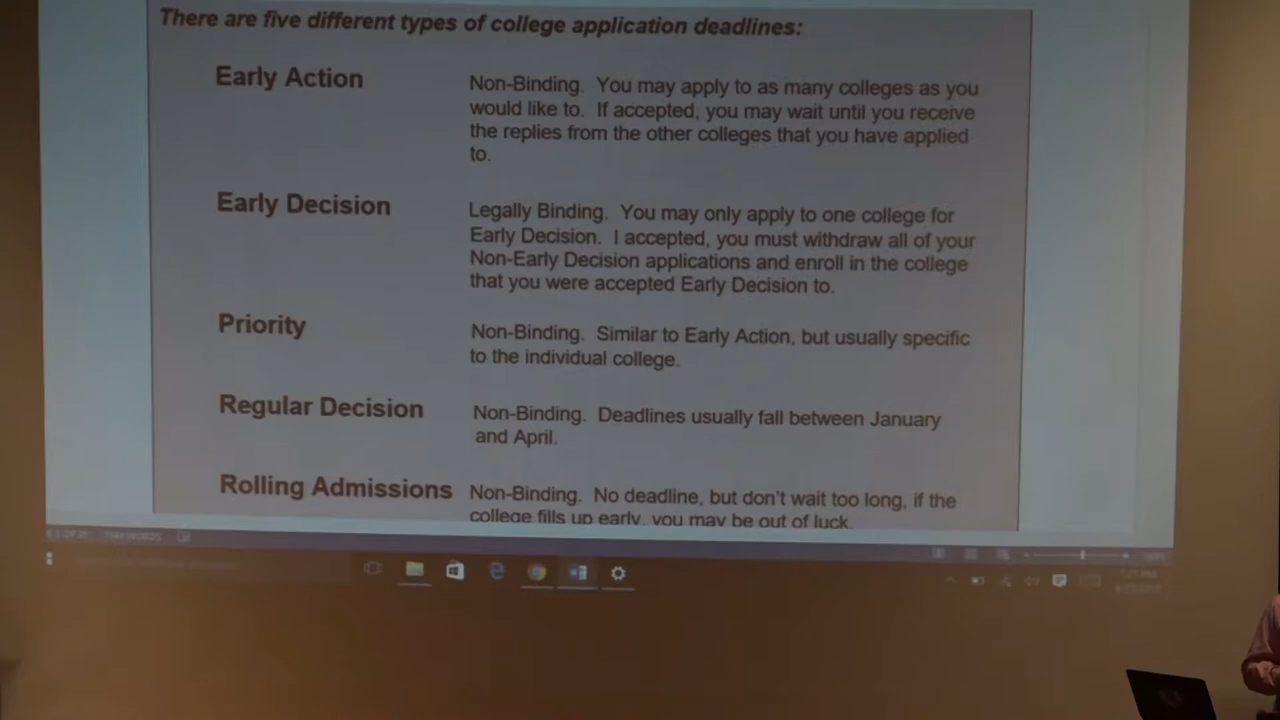 There are five different types of college application deadlines:
Early Action
Non-Binding. You may apply to as many colleges as you
would like to. If accepted, you may wait until you receive
the replies from the other colleges that you have applied
to.
Early Decision
Legally Binding. You may only apply to one college for
Early Decision. I accepted, you must withdraw all of your
Non-Early Decision applications and enroll in the college
that you were accepted Early Decision to.
Priority
Non-Binding. Similar to Early Action, but usually specific
to the individual college.
Regular Decision
Non-Binding. Deadlines usually fall between January
and April.
Rolling Admissions
Non-Binding. No deadline, but don't wait too long, if the
college fills up early, you may be out of luck.